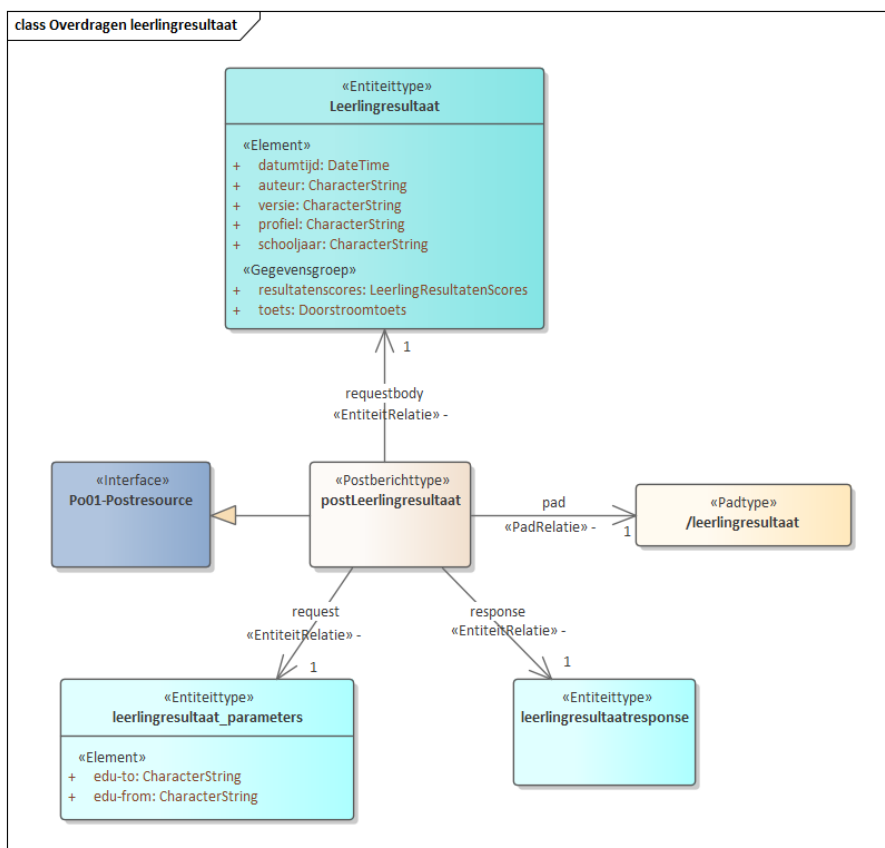 class Overdragen leerlingresultaat
«Entiteittype»
Leerlingresultaat
«Element»
+ datumtijd: DateTime
+ auteur: CharacterString
+ versie: CharacterString
+ profiel: CharacterString
+ schooljaar: CharacterString
«Gegevensgroep»
+ resultatenscores: LeerlingResultatenScores
+ toets: Doorstroomtoets
1
requestbody
«EntiteitRelatie» -
«Interface»
Po01-Postresource
«Postberichttype»
postLeerlingresultaat
pad
«PadRelatie» -
1
«Padtype»
/leerlingresultaat
request
«EntiteitRelatie» -
1
response
«EntiteitRelatie» -
1
«Entiteittype»
leerlingresultaat_parameters
«Element»
+ edu-to: CharacterString
+ edu-from: CharacterString
«Entiteittype»
leerlingresultaatresponse